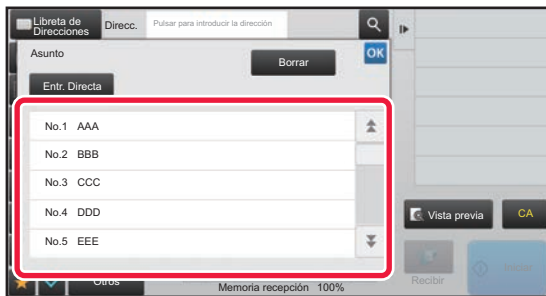 Libreta de
Direcciones
Direcc.
Pulsar para introducir la dirección
Asunto
Borrar
OK
Entr. Directa
No.1 AAA
No.2 BBB
No.3 CCC
No.4 DDD
No.5 EEE
Vista previa
CA
Otros
Memoria recepción 100%
Recibir
Iniciar